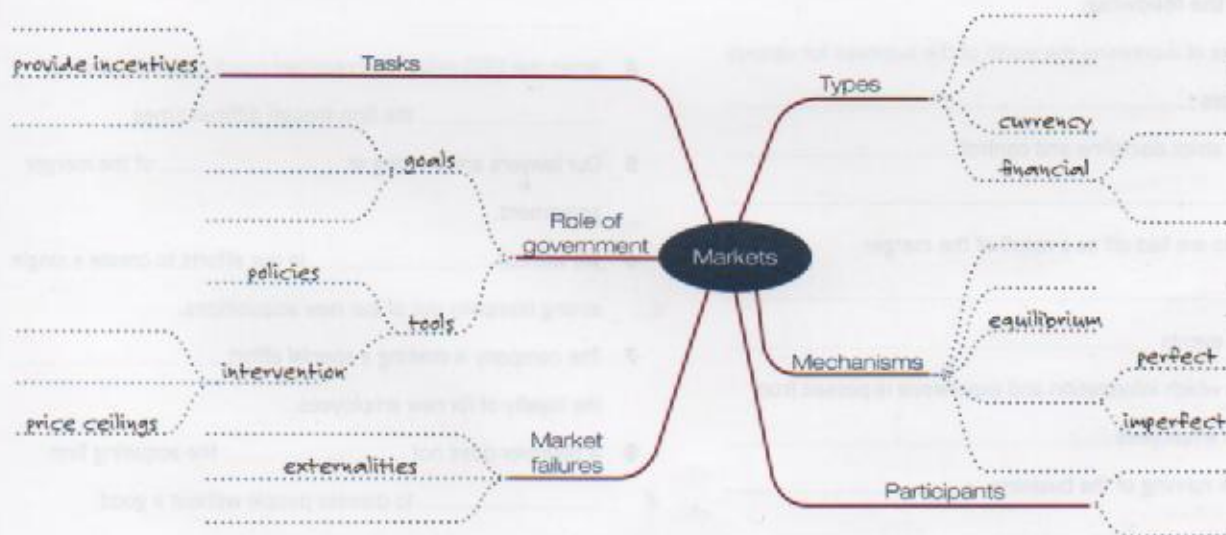 provide incentives
Tasks
goals
Role of
government
policies
tools
intervention
price ceilings
externalities
Market
failures
Markets
Types
currency
financial
Mechanisms
equilibrium
perfect
imperfect
Participants